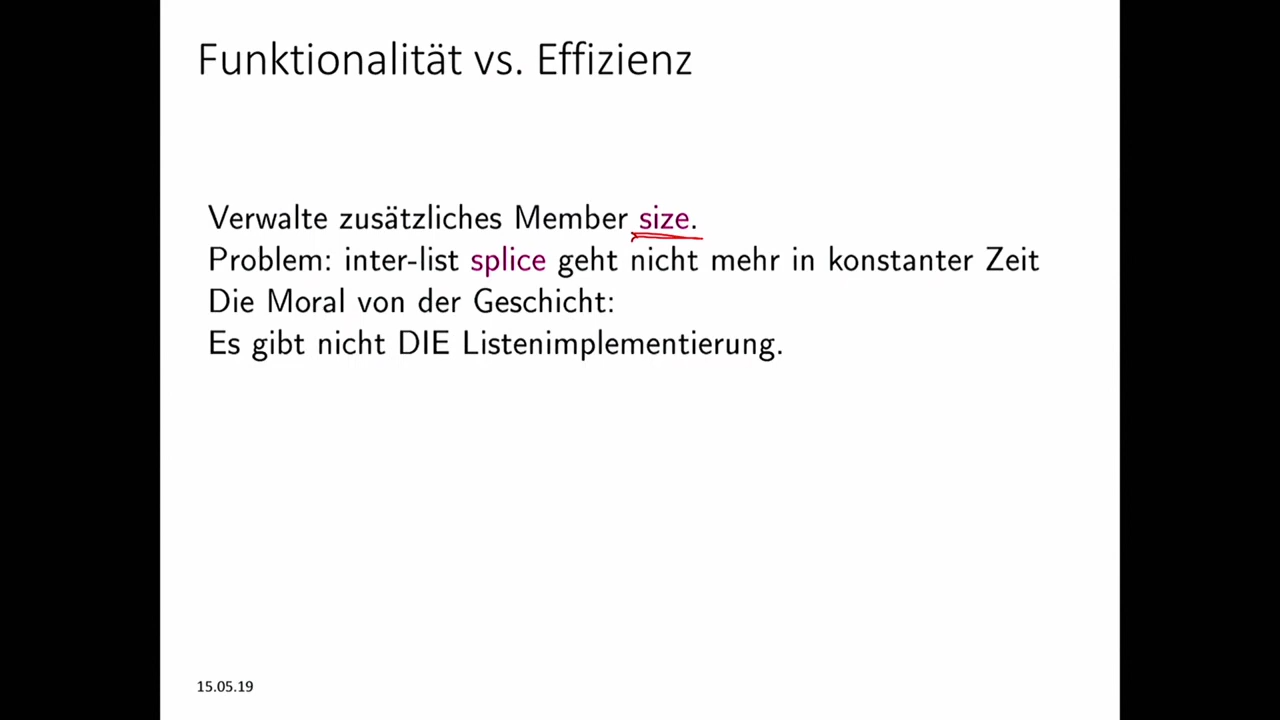 Funktionalität vs. Effizienz
Verwalte zusätzliches Member size.
Problem: inter-list splice geht nicht mehr in konstanter Zeit
Die Moral von der Geschicht:
Es gibt nicht DIE Listenimplementierung.
15.05.19